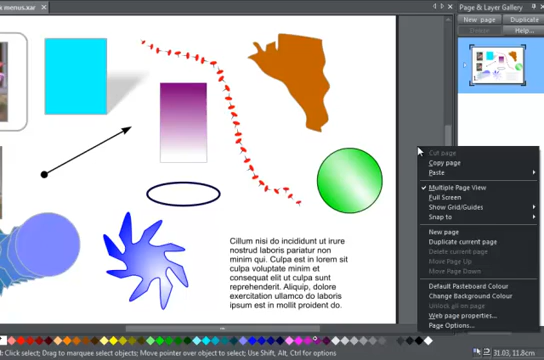 menus.xar
Page & Layer Gallery
New page
Duplicate
Delete
Help...
Cut page
Copy page
Paste
Multiple Page View
Full Screen
Show Grid/Guides
Snap to
New page
Duplicate current page
Delete current page
Move Page Up
Move Page Down
Default Pasteboard Colour
Change Background Colour
Unlock all on page
Web page properties...
Page Options...
Cillum nisi do incididunt ut irure
nostrud laboris pariatur non
minim qui. Culpa est in lorem sit
culpa voluptate minim et
consequat elit ut culpa sunt
reprehenderit. Aliquip, dolore
exercitation ullamco do laboris
ipsum est in mollit proident do.
(Click select; Drag to marquee select objects; Move pointer over object to select; Use Shift, Alt, Ctrl for options
31.03, 11.8cm